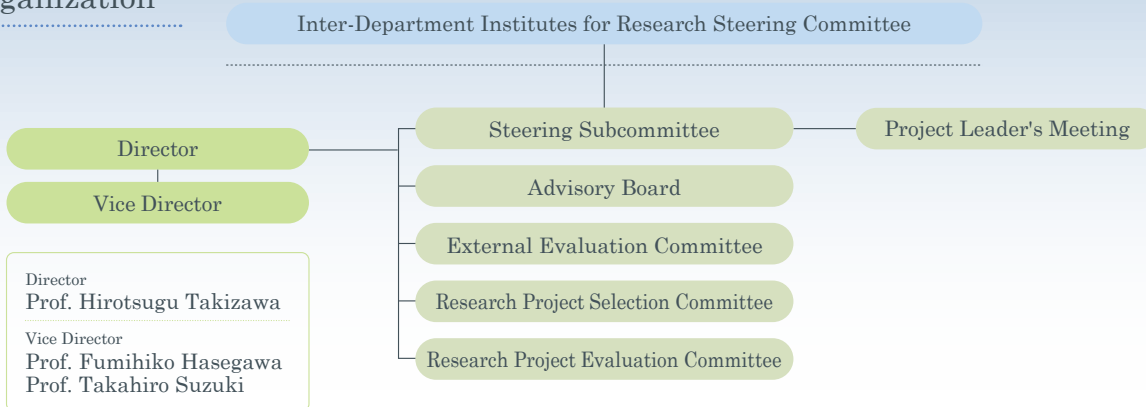 Inter-Department Institutes for Research Steering Committee
Steering Subcommittee
Project Leader's Meeting
Director
Advisory Board
Vice Director
External Evaluation Committee
Research Project Selection Committee
Research Project Evaluation Committee
Director
Prof. Hirotsugu Takizawa
Vice Director
Prof. Fumihiko Hasegawa
Prof. Takahiro Suzuki